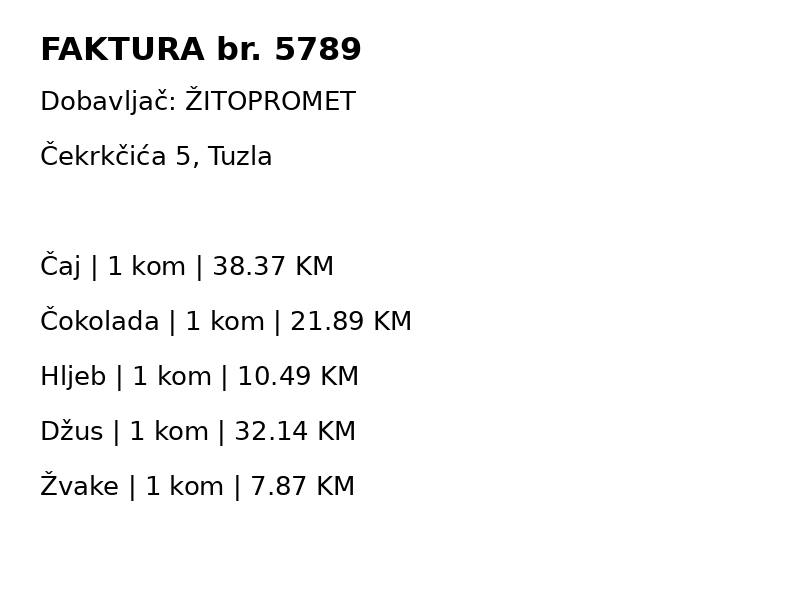 FAKTURA br. 5789
Dobavljač: ŽITOPROMET
Čekrkčića 5, Tuzla
Čaj | 1 kom | 38.37 KM
Čokolada | 1 kom | 21.89 KM
Hljeb | 1 kom | 10.49 KM
Džus | 1 kom | 32.14 KM
Žvake | 1 kom | 7.87 KM